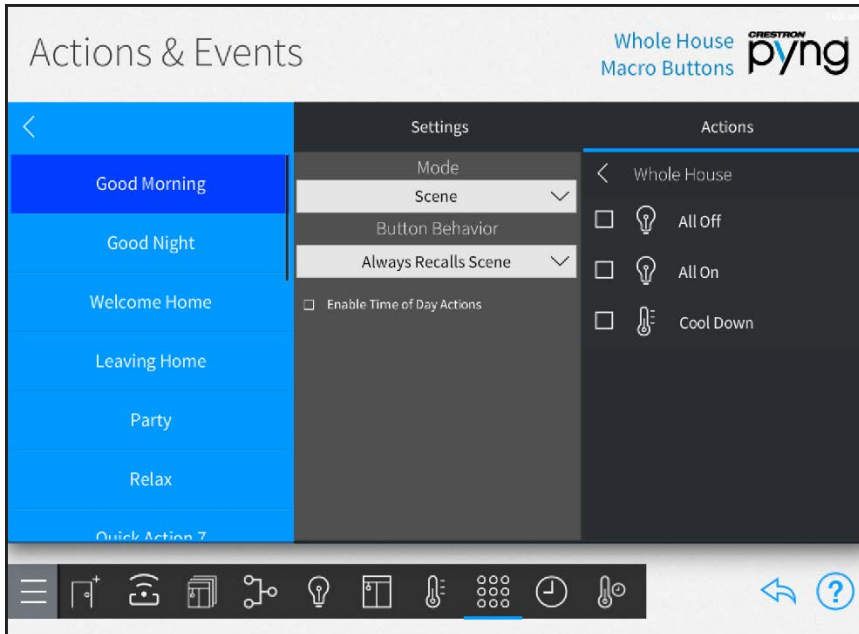 Actions & Events
Whole House
Macro Buttons
CRESTRON
pyng
Settings
Actions
Good Morning
Good Night
Welcome Home
Leaving Home
Party
Relax
Quick Action 7
Mode
Scene
Button Behavior
Always Recalls Scene
Enable Time of Day Actions
Whole House
All Off
All On
Cool Down
?